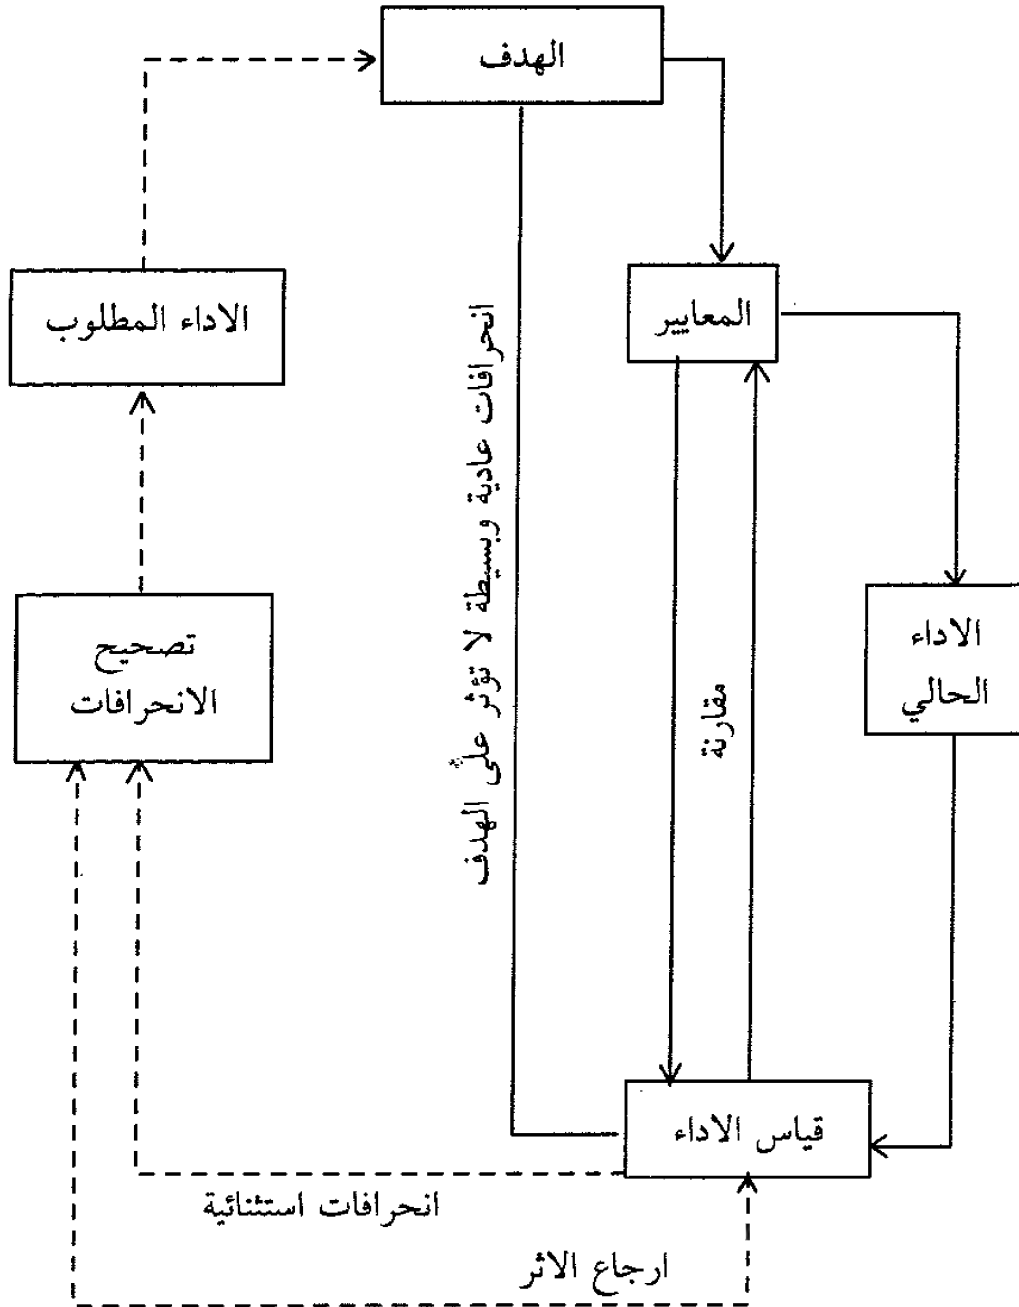 الهدف
المعايير
الاداء المطلوب
انحرافات عادية وبسيطة لا تؤثر على الهدف
مقارنة
الاداء
الحالي
تصحيح
الانحرافات
قياس الاداء
انحرافات استثنائية
ارجاع الاثر